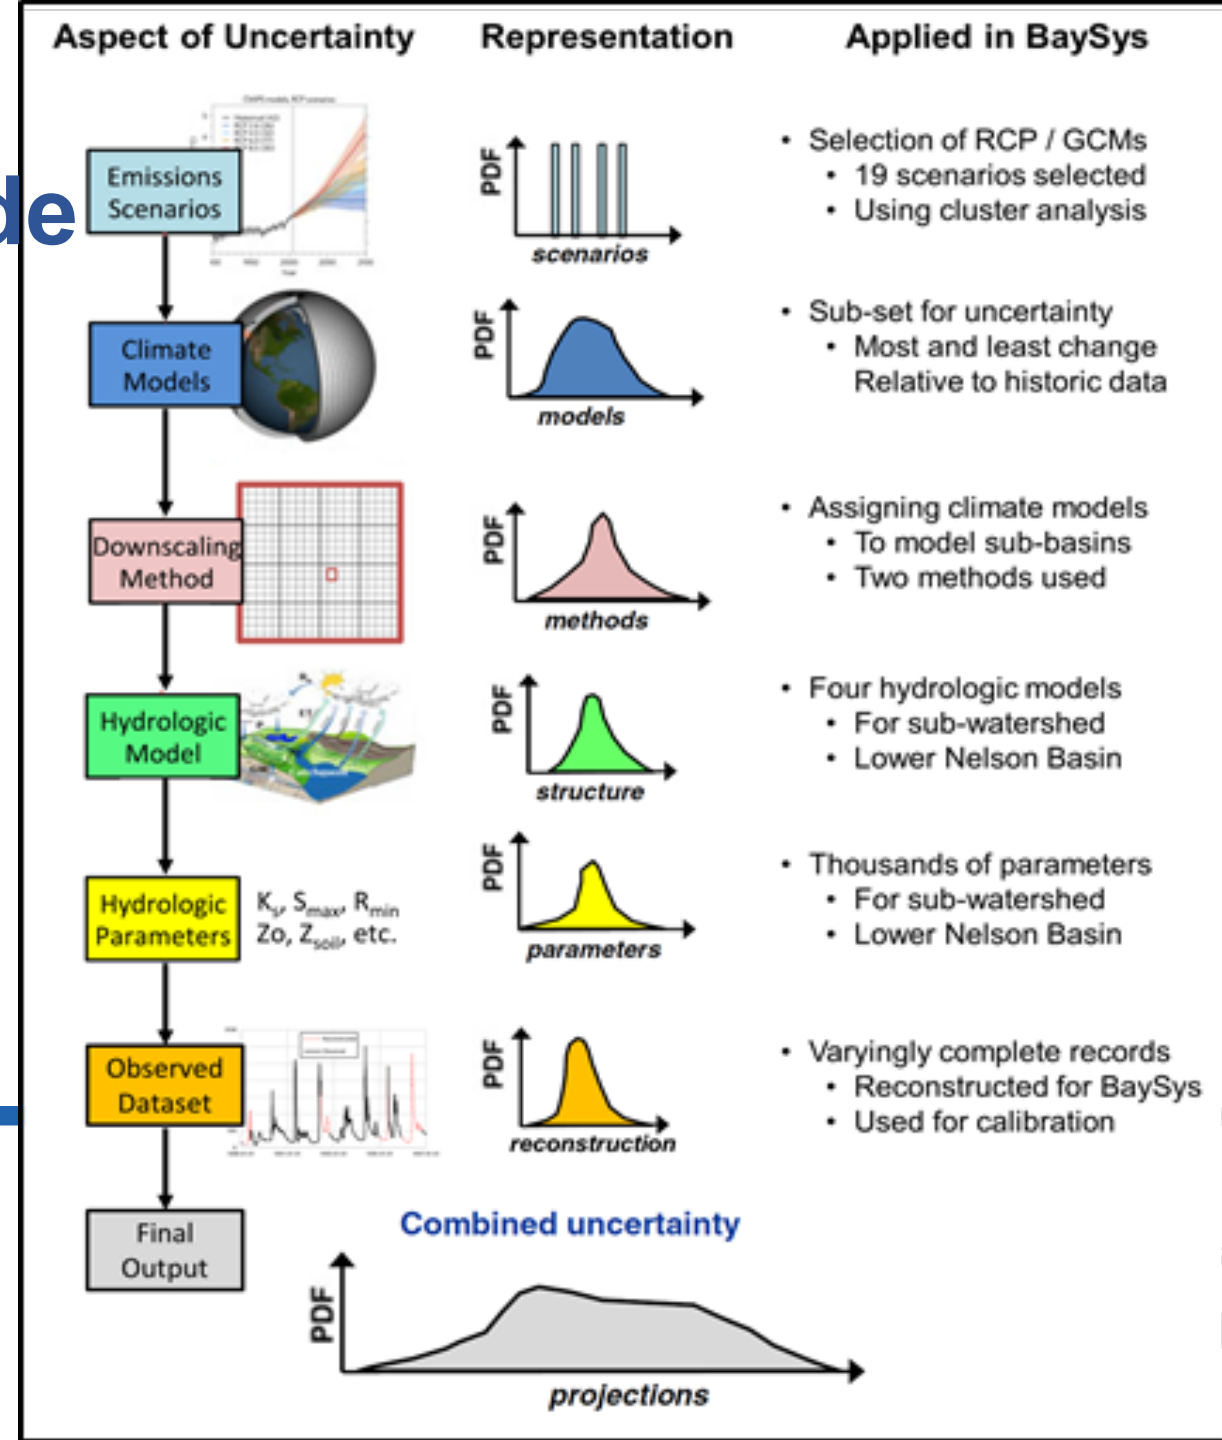 Aspect of Uncertainty
Representation
Applied in BaySys
de
Emissions
Scenarios
PDF
scenarios
• Selection of RCP / GCMs
• 19 scenarios selected
• Using cluster analysis
Climate
Models
PDF
models
• Sub-set for uncertainty
• Most and least change
Relative to historic data
Downscaling
Method
PDF
methods
• Assigning climate models
• To model sub-basins
• Two methods used
Hydrologic
Model
PDF
structure
• Four hydrologic models
• For sub-watershed
• Lower Nelson Basin
Hydrologic
Parameters
Ks, Smax, Rmin
Zo, Zsoil, etc.
PDF
parameters
• Thousands of parameters
• For sub-watershed
• Lower Nelson Basin
Observed
Dataset
PDF
reconstruction
• Varyingly complete records
• Reconstructed for BaySys
• Used for calibration
Final
Output
Combined uncertainty
PDF
projections